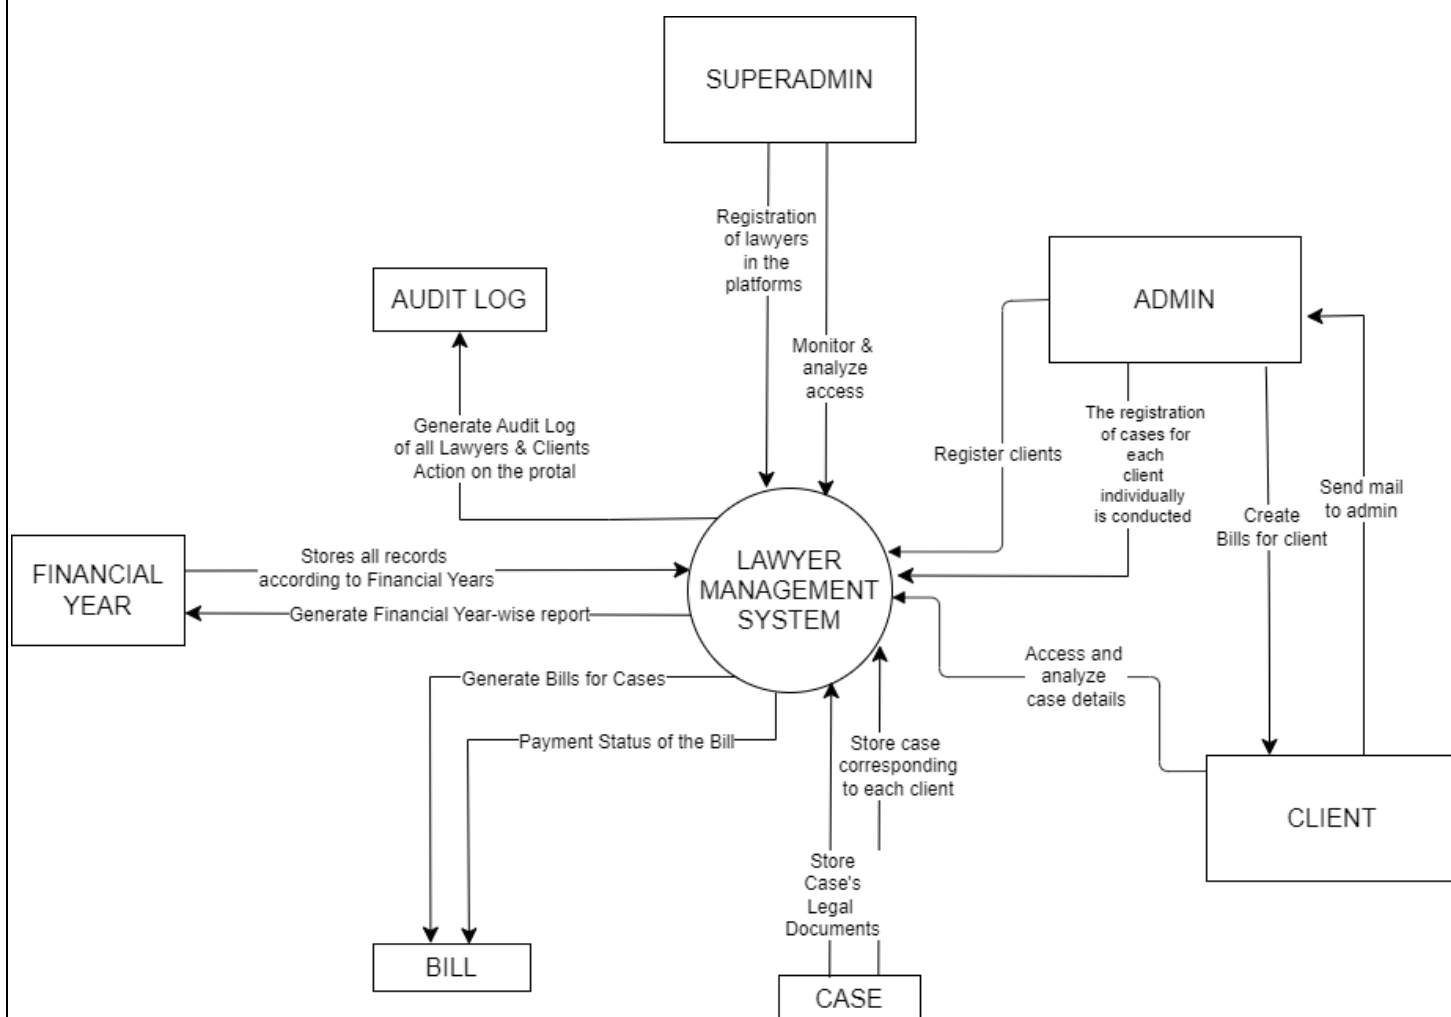 SUPERADMIN
Registration
of lawyers
in the
platforms
Monitor &
analyze
access
ADMIN
AUDIT LOG
Generate Audit Log
of all Lawyers & Clients
Action on the protal
Register clients
The registration
of cases for
each
client
individually
is conducted
Create
Bills for client
Send mail
to admin
FINANCIAL
YEAR
Stores all records
according to Financial Years
Generate Financial Year-wise report
LAWYER
MANAGEMENT
SYSTEM
Generate Bills for Cases
Payment Status of the Bill
Access and
analyze
case details
Store case
corresponding
to each client
Store
Case's
Legal
Documents
CLIENT
BILL
CASE